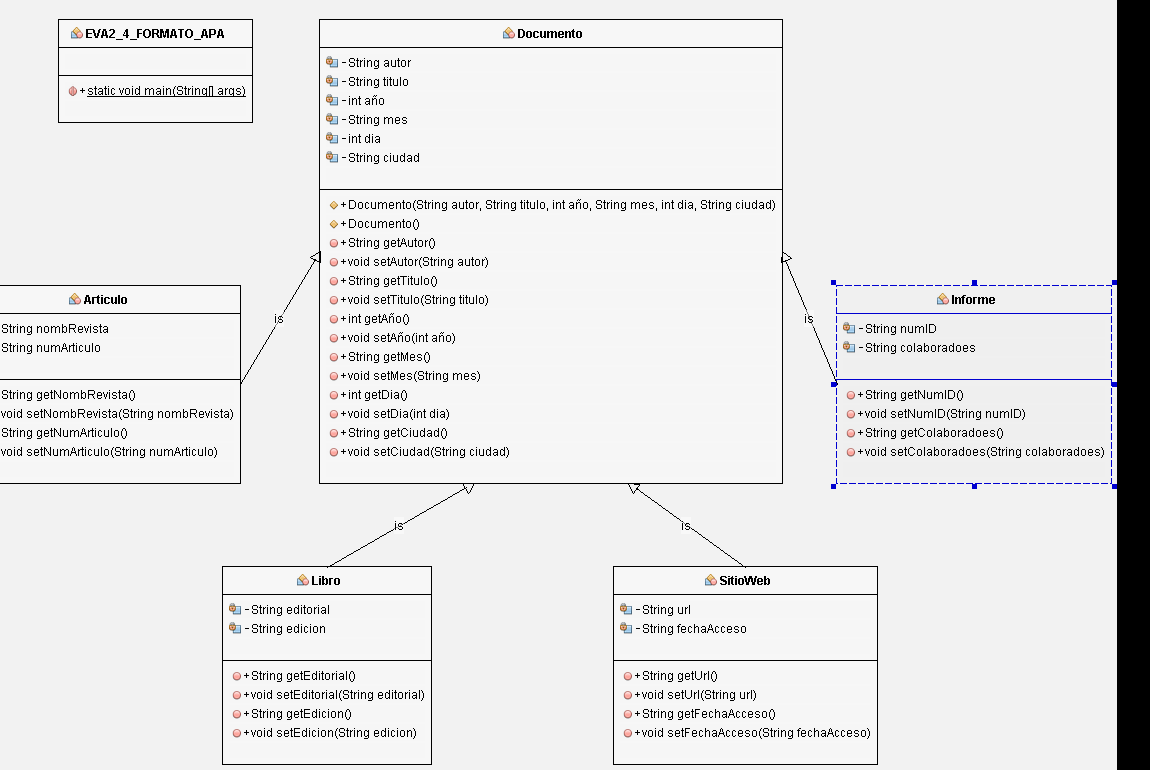 EVA2_4_FORMATO_APA
+static void main(String[] args)
Documento
-String autor
-String titulo
-int año
-String mes
-int dia
-String ciudad
+Documento(String autor, String titulo, int año, String mes, int dia, String ciudad)
+Documento()
+String getAutor()
+void setAutor(String autor)
+String getTitulo()
+void setTitulo(String titulo)
+int getAño()
+void setAño(int año)
+String getMes()
+void setMes(String mes)
+int getDia()
+void setDia(int dia)
+String getCiudad()
+void setCiudad(String ciudad)
Articulo
String nombRevista
String numArticulo
String getNombRevista()
void setNombRevista(String nombRevista)
String getNumArticulo()
void setNumArticulo(String numArticulo)
is
is
Informe
-String numID
-String colaboradoes
+String getNumID()
+void setNumID(String numID)
+String getColaboradoes()
+void setColaboradoes(String colaboradoes)
is
is
Libro
-String editorial
-String edicion
+String getEditorial()
+void setEditorial(String editorial)
+String getEdicion()
+void setEdicion(String edicion)
SitioWeb
-String url
-String fechaAcceso
+String getUrl()
+void setUrl(String url)
+String getFechaAcceso()
+void setFechaAcceso(String fechaAcceso)